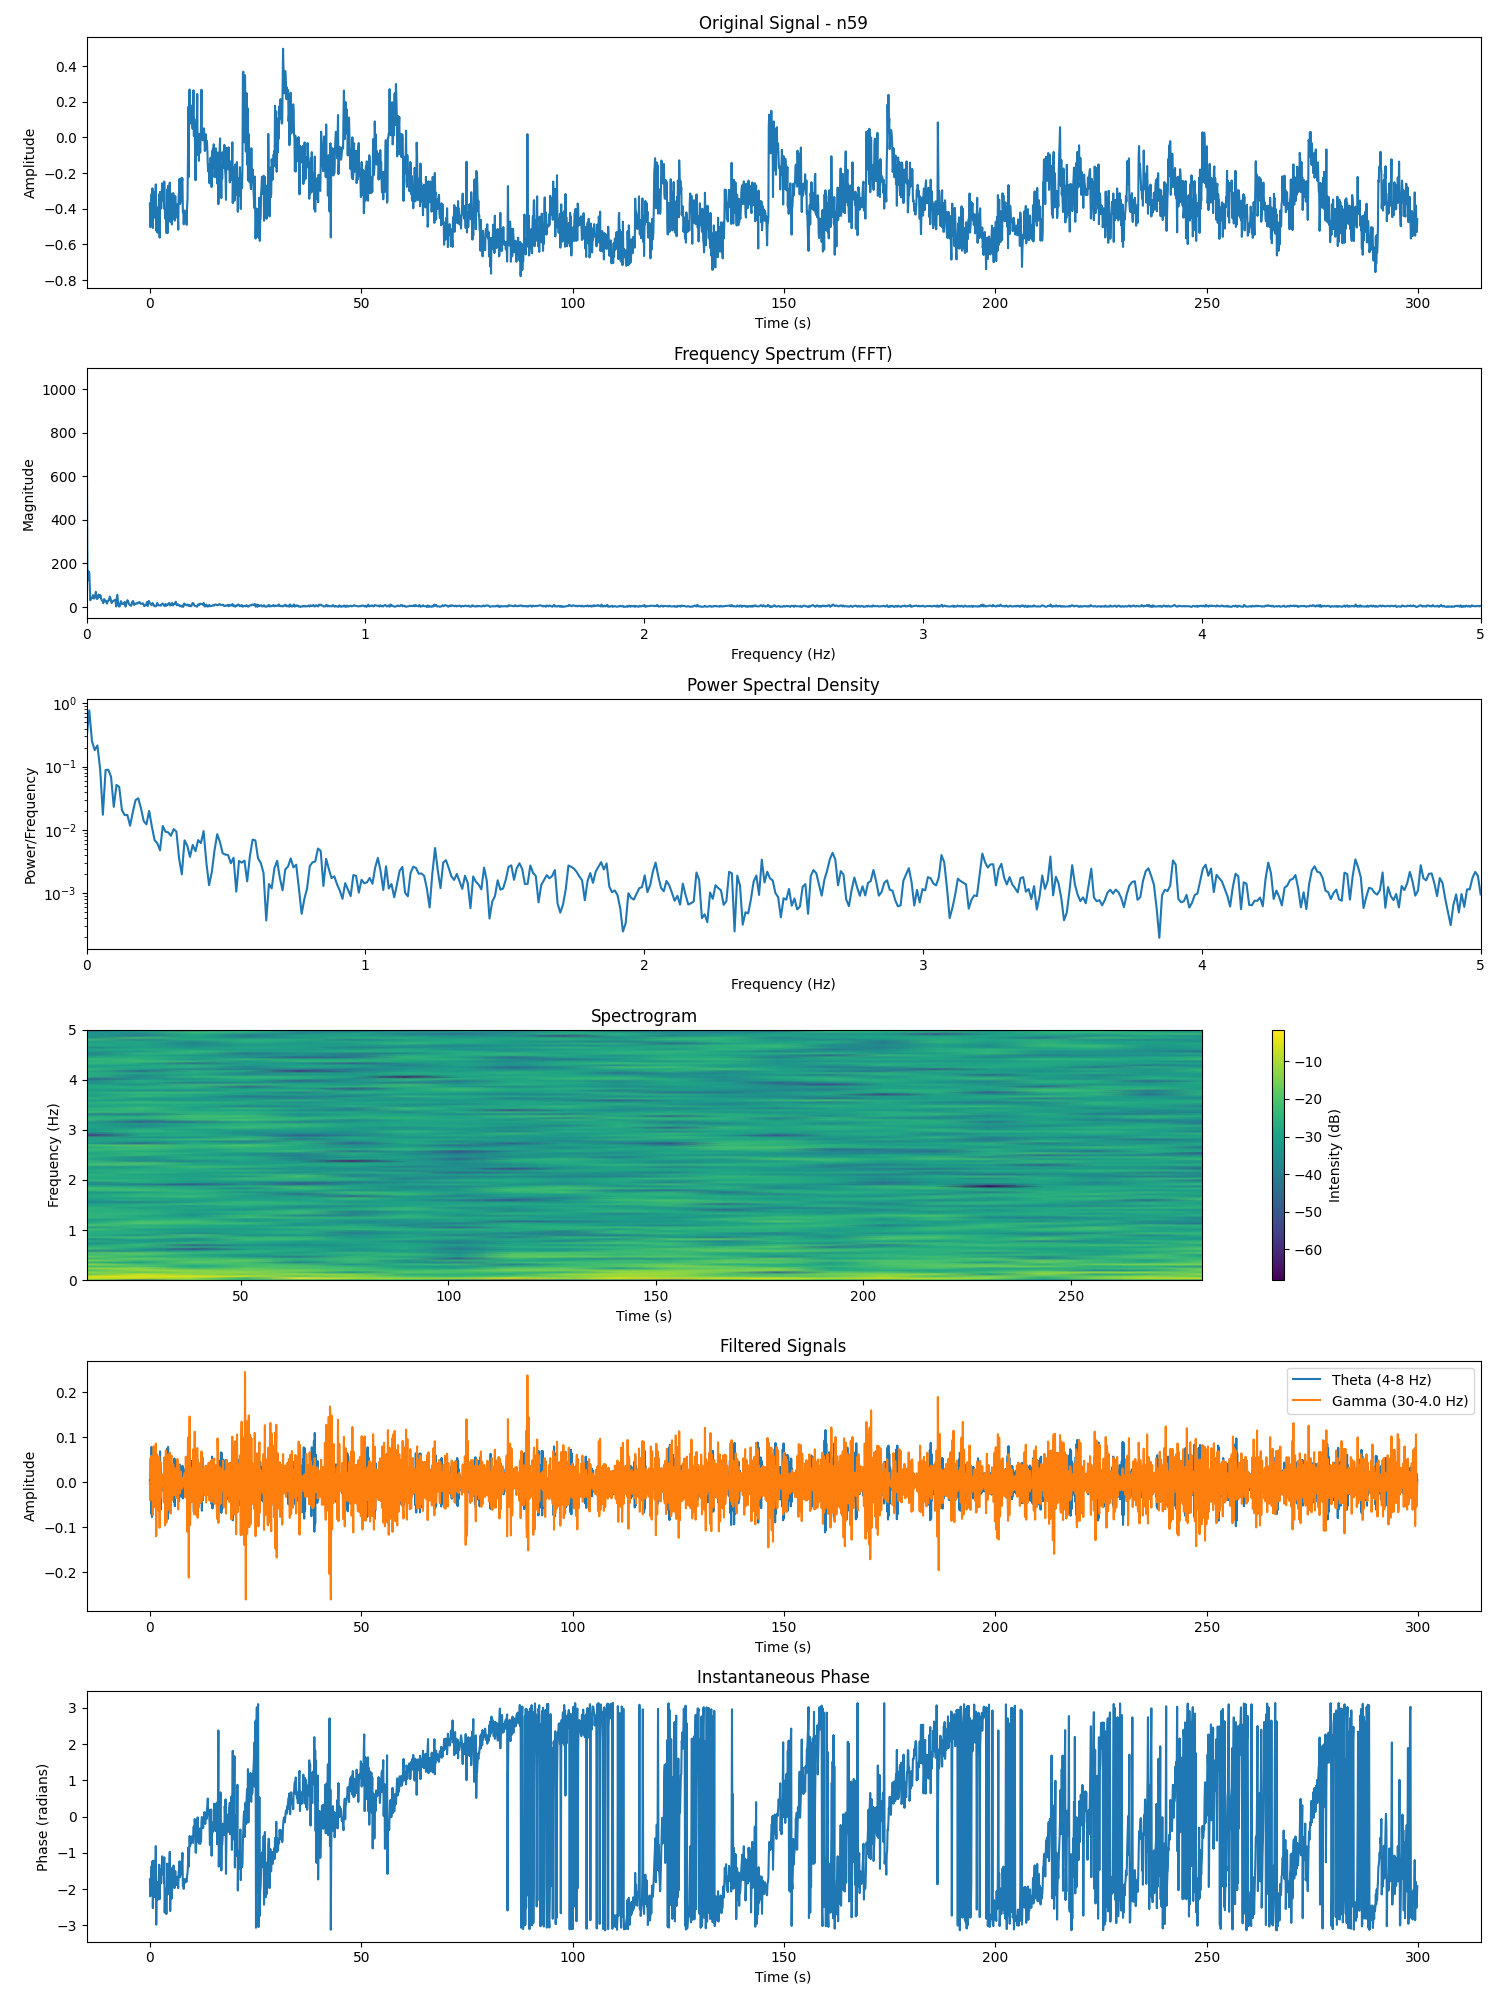 Original Signal - n59
0.4
0.2
0.0
−0.2
−0.4
−0.6
−0.8
Amplitude
0 50 100 150 200 250 300
Time (s)
Frequency Spectrum (FFT)
1000
800
600
400
200
0
Magnitude
0 1 2 3 4 5
Frequency (Hz)
Power Spectral Density
10⁰
10⁻¹
10⁻²
10⁻³
Power/Frequency
0 1 2 3 4 5
Frequency (Hz)
Spectrogram
5
4
3
2
1
0
Frequency (Hz)
50 100 150 200 250
Time (s)
−10
−20
−30
−40
−50
−60
Intensity (dB)
Filtered Signals
0.2
0.1
0.0
−0.1
−0.2
Amplitude
Theta (4-8 Hz)
Gamma (30-4.0 Hz)
0 50 100 150 200 250 300
Time (s)
Instantaneous Phase
3
2
1
0
−1
−2
−3
Phase (radians)
0 50 100 150 200 250 300
Time (s)